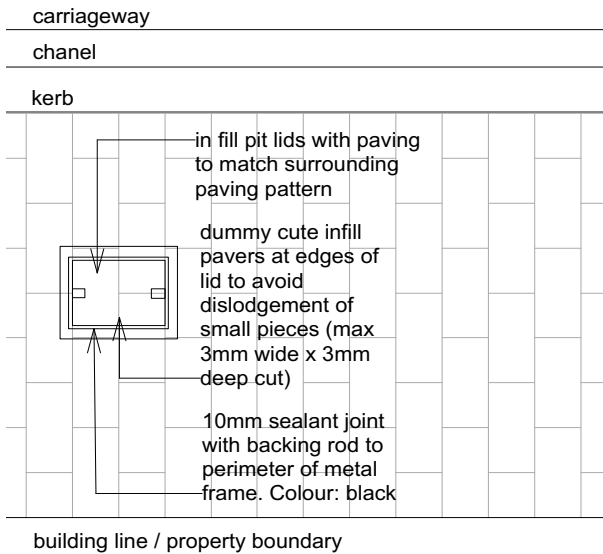 carriageway
chanel
kerb
in fill pit lids with paving
to match surrounding
paving pattern
dummy cute infill
pavers at edges of
lid to avoid
dislodgement of
small pieces (max
3mm wide x 3mm
deep cut)
10mm sealant joint
with backing rod to
perimeter of metal
frame. Colour: black
building line / property boundary